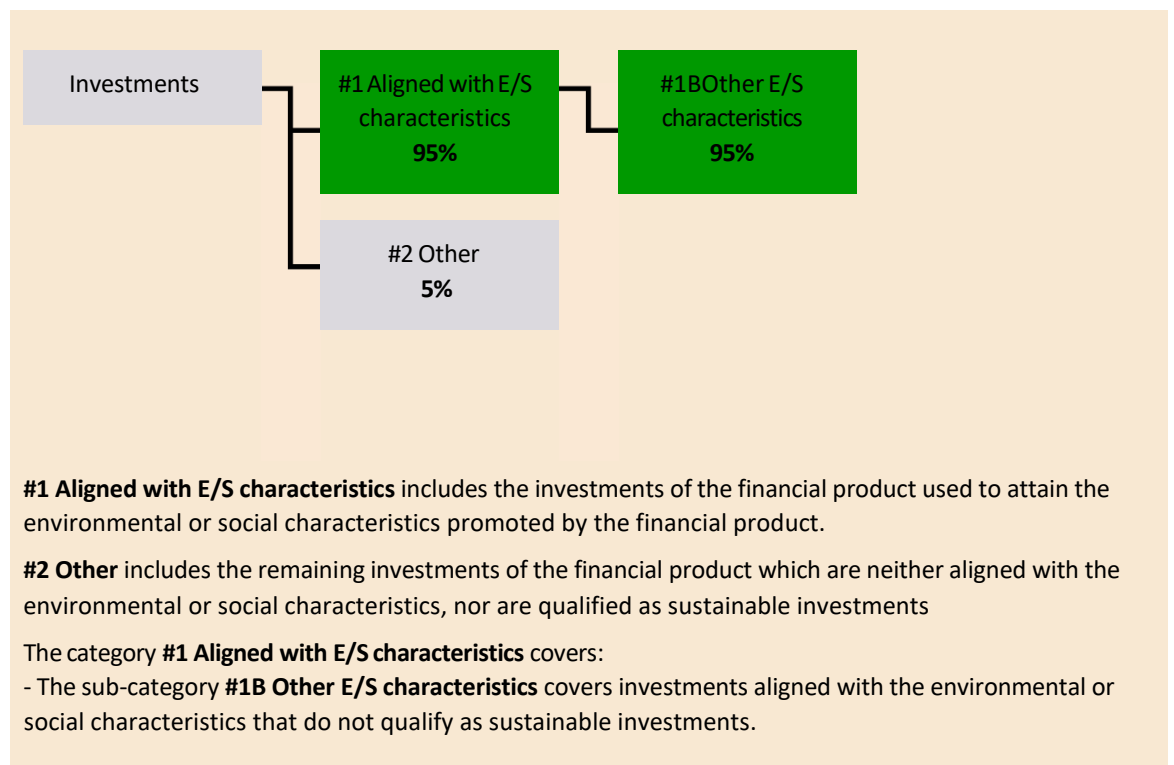 Investments
#1 Aligned with E/S
characteristics
95%
#1BOther E/S
characteristics
95%
#2 Other
5%
#1 Aligned with E/S characteristics includes the investments of the financial product used to attain the
environmental or social characteristics promoted by the financial product.
#2 Other includes the remaining investments of the financial product which are neither aligned with the
environmental or social characteristics, nor are qualified as sustainable investments
The category #1 Aligned with E/S characteristics covers:
- The sub-category #1B Other E/S characteristics covers investments aligned with the environmental or
social characteristics that do not qualify as sustainable investments.